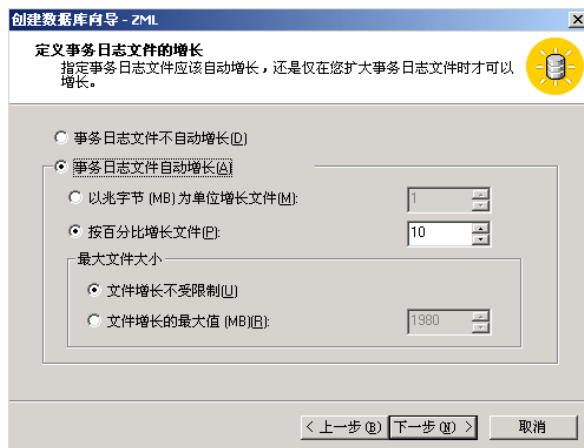 创建数据库向导 - ZML
定义事务日志文件的增长
指定事务日志文件应该自动增长，还是仅在您扩大事务日志文件时才可以
增长。
事务日志文件不自动增长(D)
事务日志文件自动增长(A)
以兆字节 (MB) 为单位增长文件(M): 1
按百分比增长文件(P): 10
最大文件大小
文件增长不受限制(U)
文件增长的最大值 (MB)(R): 1980
< 上一步(B) 下一步(N) > 取消